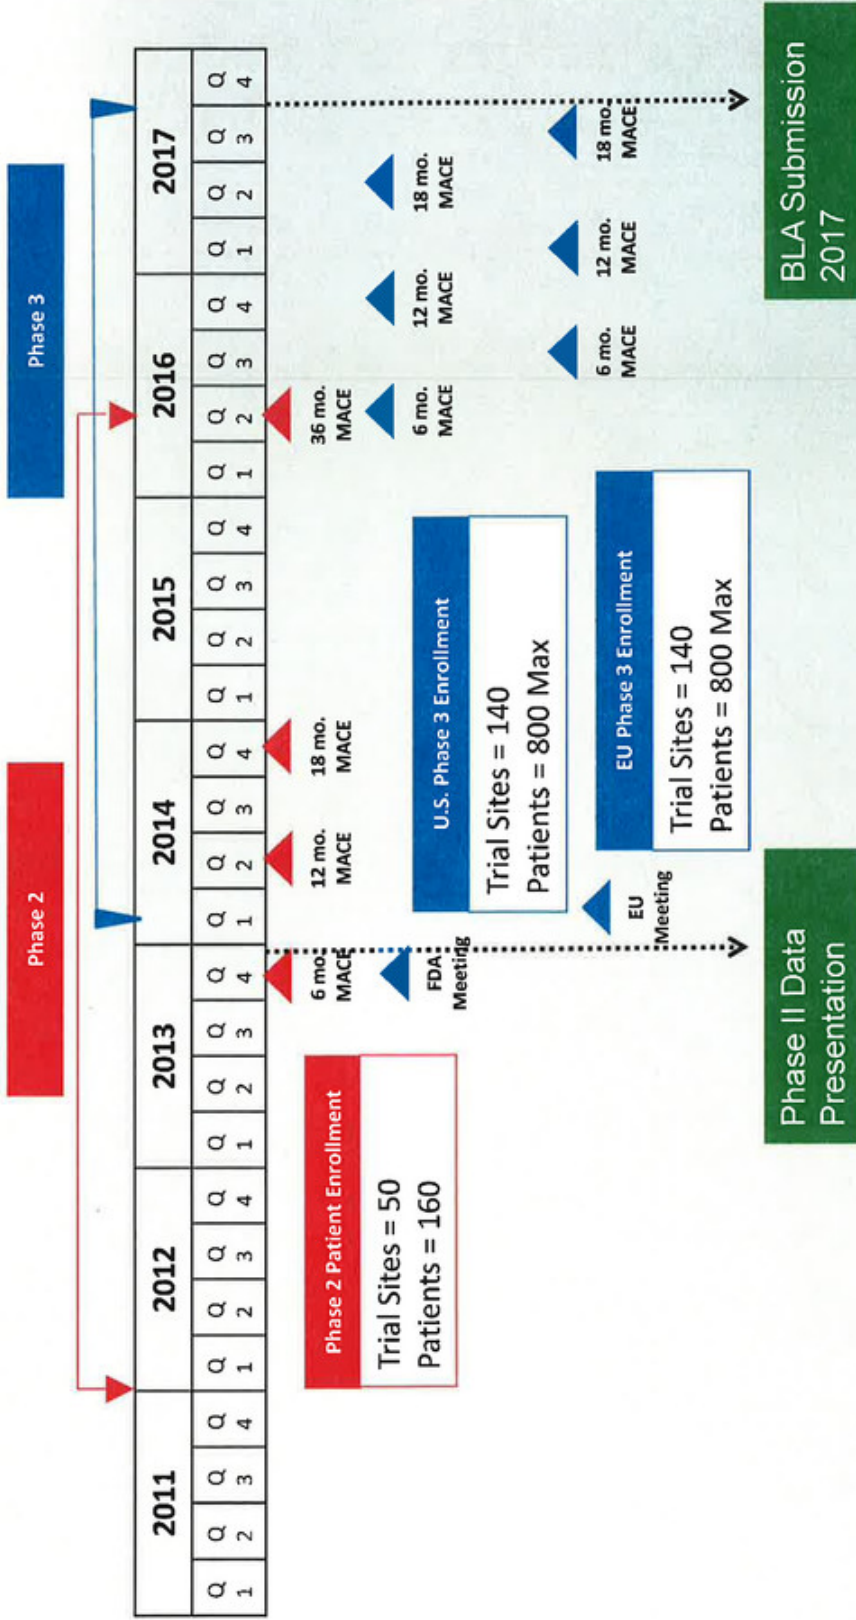 Phase 2
Phase 3
2011
2012
2013
2014
2015
2016
2017
Q Q Q Q Q Q Q Q Q Q Q Q Q Q Q Q Q Q Q Q Q Q Q Q Q Q Q Q
1 2 3 4 1 2 3 4 1 2 3 4 1 2 3 4 1 2 3 4 1 2 3 4 1 2 3 4
Phase 2 Patient Enrollment
Trial Sites = 50
Patients = 160
6 mo.
MACE
12 mo.
MACE
18 mo.
MACE
36 mo.
MACE
FDA
Meeting
U.S. Phase 3 Enrollment
Trial Sites = 140
Patients = 800 Max
6 mo.
MACE
12 mo.
MACE
18 mo.
MACE
EU
Meeting
EU Phase 3 Enrollment
Trial Sites = 140
Patients = 800 Max
6 mo.
MACE
12 mo.
MACE
18 mo.
MACE
Phase II Data
Presentation
BLA Submission
2017